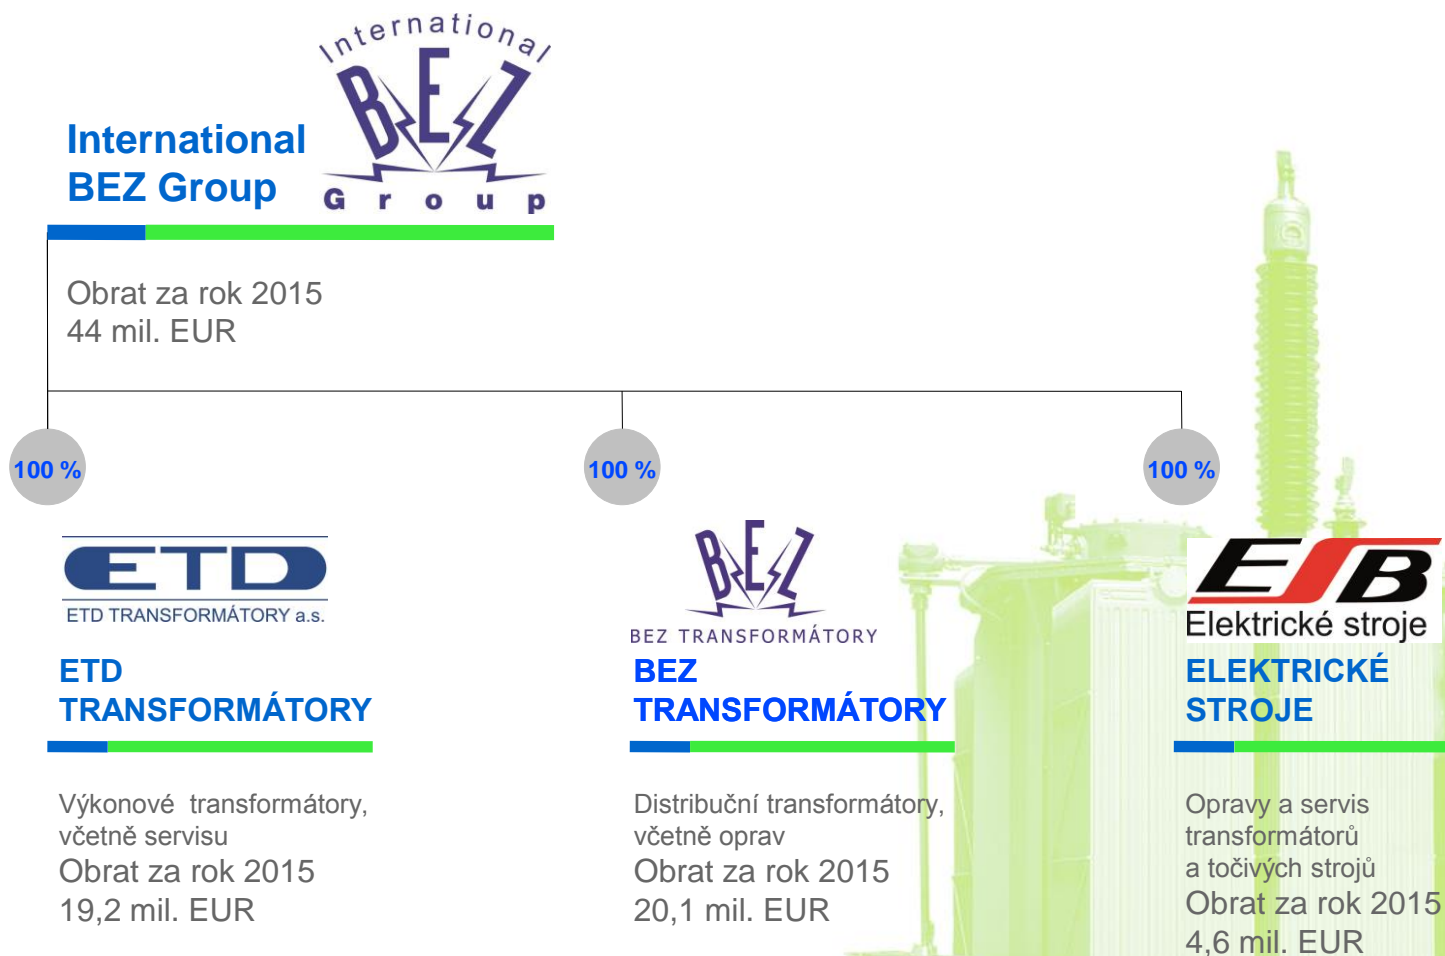 International
BEZ
Group
International
BEZ Group
Obrat za rok 2015
44 mil. EUR
100 %
100 %
100 %
ETD
ETD TRANSFORMÁTORY a.s.
ETD
TRANSFORMÁTORY
Výkonové transformátory,
včetně servisu
Obrat za rok 2015
19,2 mil. EUR
BEZ
BEZ TRANSFORMÁTORY
BEZ
TRANSFORMÁTORY
Distribuční transformátory,
včetně oprav
Obrat za rok 2015
20,1 mil. EUR
ESB
Elektrické stroje
ELEKTRICKÉ
STROJE
Opravy a servis
transformátorů
a točivých strojů
Obrat za rok 2015
4,6 mil. EUR